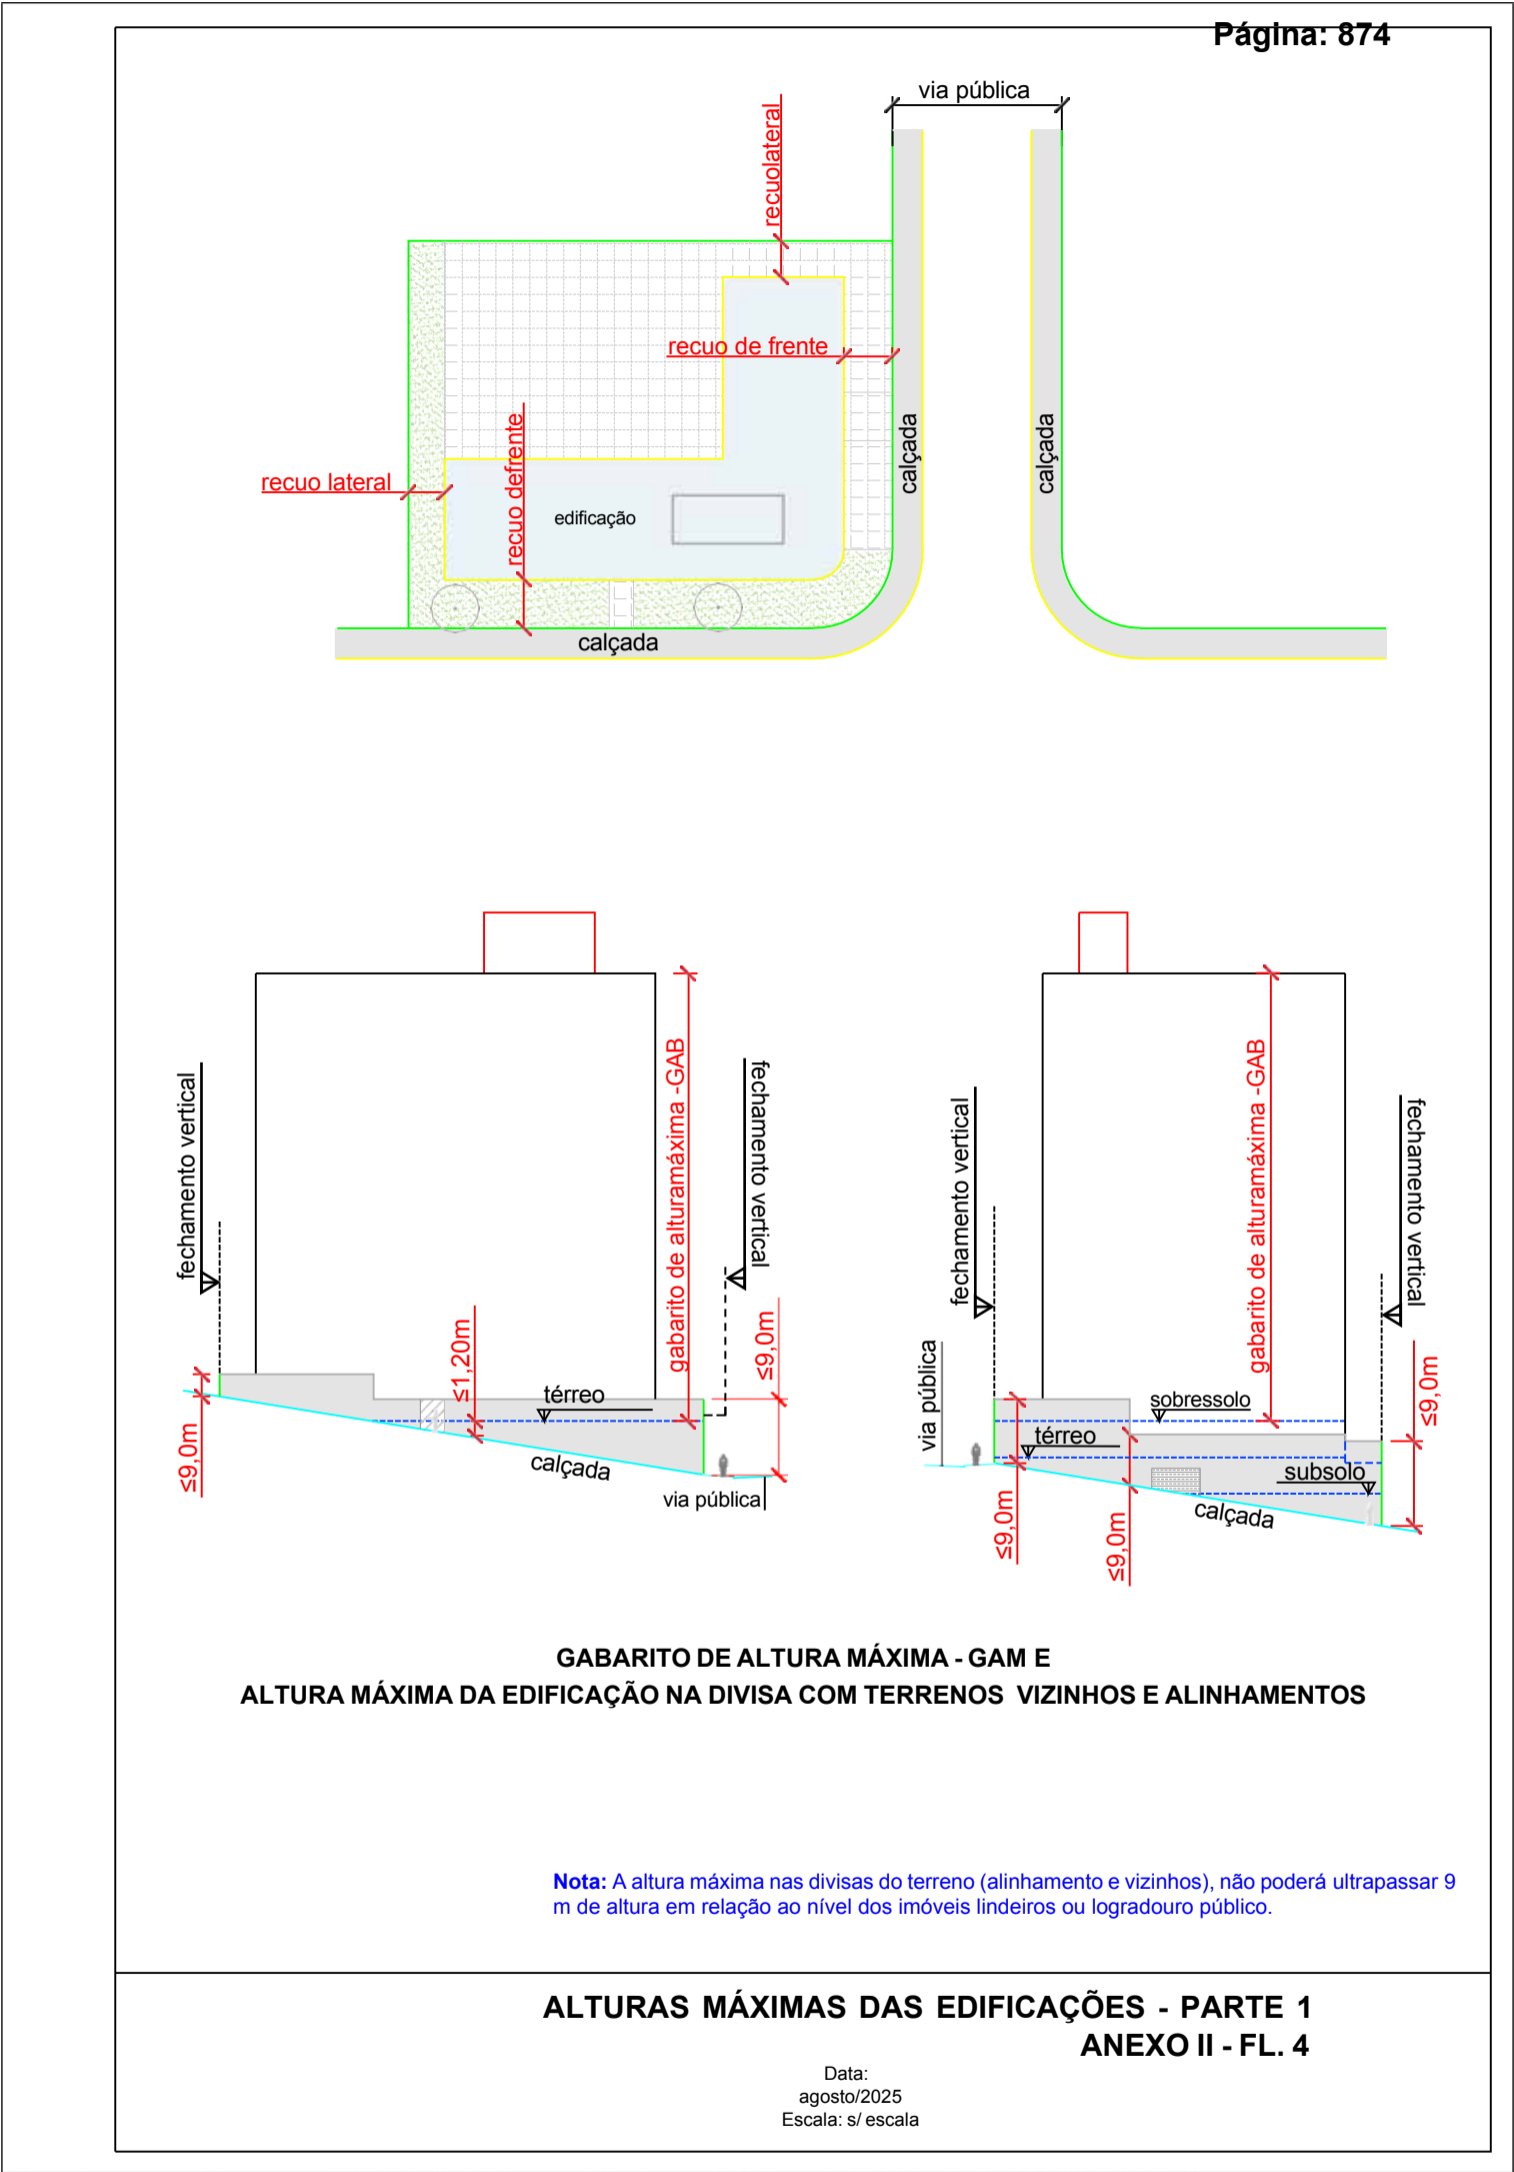 Página: 874
via pública
recuolateral
recuo de frente
calçada
calçada
recuo defrente
recuo lateral
edificação
calçada
fechamento vertical
gabarito de alturamáxima -GAB
fechamento vertical
≤1,20m
≤9,0m
térreo
≤9,0m
calçada
via pública
fechamento vertical
gabarito de alturamáxima -GAB
fechamento vertical
via pública
sobressolo
≤9,0m
térreo
subsolo
calçada
≤9,0m
≤9,0m
GABARITO DE ALTURA MÁXIMA - GAM E
ALTURA MÁXIMA DA EDIFICAÇÃO NA DIVISA COM TERRENOS VIZINHOS E ALINHAMENTOS
Nota: A altura máxima nas divisas do terreno (alinhamento e vizinhos), não poderá ultrapassar 9
m de altura em relação ao nível dos imóveis lindeiros ou logradouro público.
ALTURAS MÁXIMAS DAS EDIFICAÇÕES - PARTE 1
ANEXO II - FL. 4
Data:
agosto/2025
Escala: s/ escala